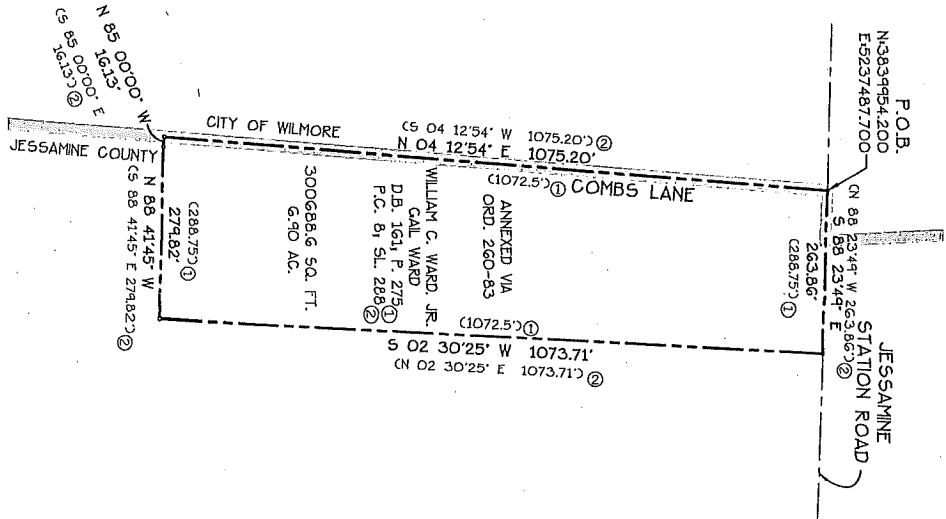 P.O.B.
N:3839954.200
E:5237487.700
(N 88 23'49" W 263.86') ②
S 88 23'49" E
263.86'
(288.75') ①
JESSAMINE
STATION ROAD
CITY OF WILMORE
(S 04 12'54" W 1075.20') ②
N 04 12'54" E 1075.20'
(1072.5') ① COMBS LANE
JESSAMINE COUNTY
N 85 00'00" W
16.13'
(S 85 00'00" E
16.13') ②
ANNEXED VIA
ORD. 260-83
WILLIAM C. WARD, JR.
GAIL WARD
D.B. 161, P. 275 ①
P.C. 8, SL. 288 ②
300688.6 SQ. FT.
6.90 AC.
(288.75') ①
279.82'
N 88 41'45" W
(S 88 41'45" E 279.82') ②
(1072.5') ①
S 02 30'25" W 1073.71'
(N 02 30'25" E 1073.71') ②